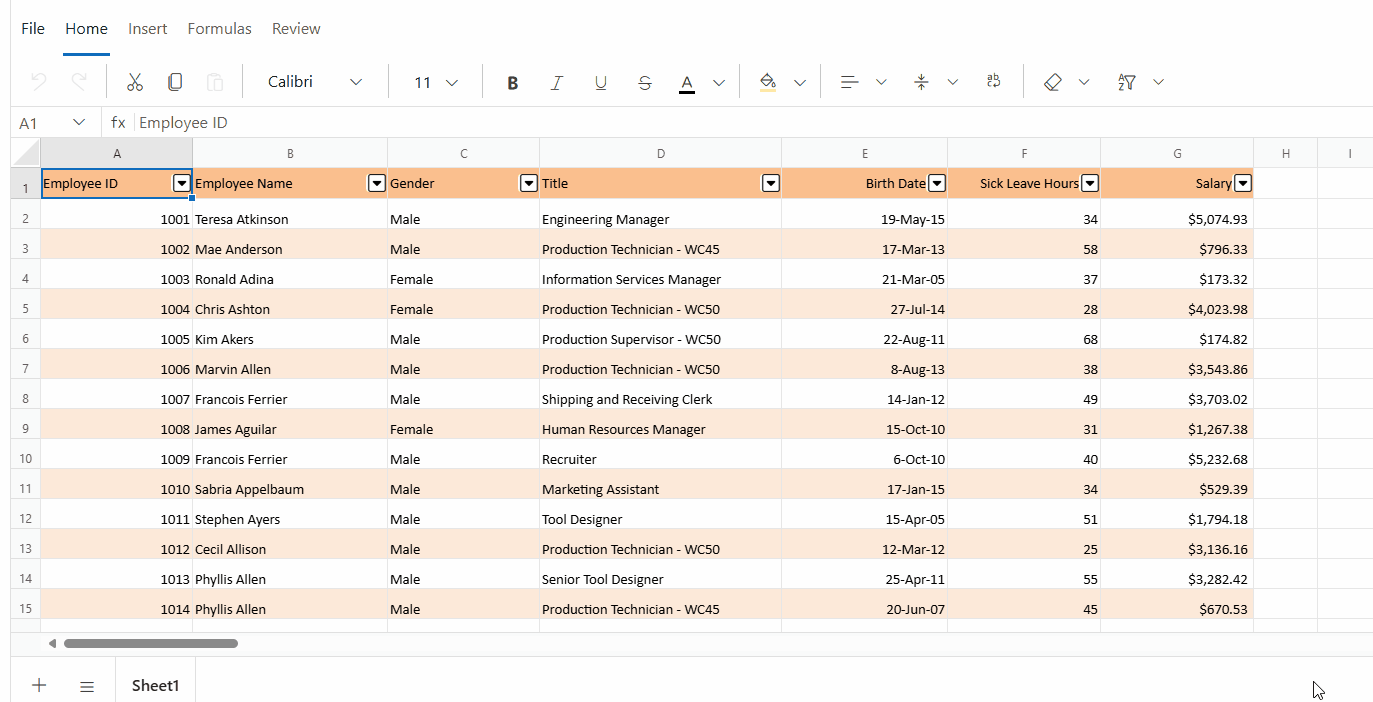 File Home Insert Formulas Review
Calibri 11 B I U S A
A1 fx Employee ID
A B C D E F G H I
1 Employee ID Employee Name Gender Title Birth Date Sick Leave Hours Salary
2 1001 Teresa Atkinson Male Engineering Manager 19-May-15 34 $5,074.93
3 1002 Mae Anderson Male Production Technician - WC45 17-Mar-13 58 $796.33
4 1003 Ronald Adina Female Information Services Manager 21-Mar-05 37 $173.32
5 1004 Chris Ashton Female Production Technician - WC50 27-Jul-14 28 $4,023.98
6 1005 Kim Akers Male Production Supervisor - WC50 22-Aug-11 68 $174.82
7 1006 Marvin Allen Male Production Technician - WC50 8-Aug-13 38 $3,543.86
8 1007 Francois Ferrier Male Shipping and Receiving Clerk 14-Jan-12 49 $3,703.02
9 1008 James Aguilar Female Human Resources Manager 15-Oct-10 31 $1,267.38
10 1009 Francois Ferrier Male Recruiter 6-Oct-10 40 $5,232.68
11 1010 Sabria Appelbaum Male Marketing Assistant 17-Jan-15 34 $529.39
12 1011 Stephen Ayers Male Tool Designer 15-Apr-05 51 $1,794.18
13 1012 Cecil Allison Male Production Technician - WC50 12-Mar-12 25 $3,136.16
14 1013 Phyllis Allen Male Senior Tool Designer 25-Apr-11 55 $3,282.42
15 1014 Phyllis Allen Male Production Technician - WC45 20-Jun-07 45 $670.53
Sheet1